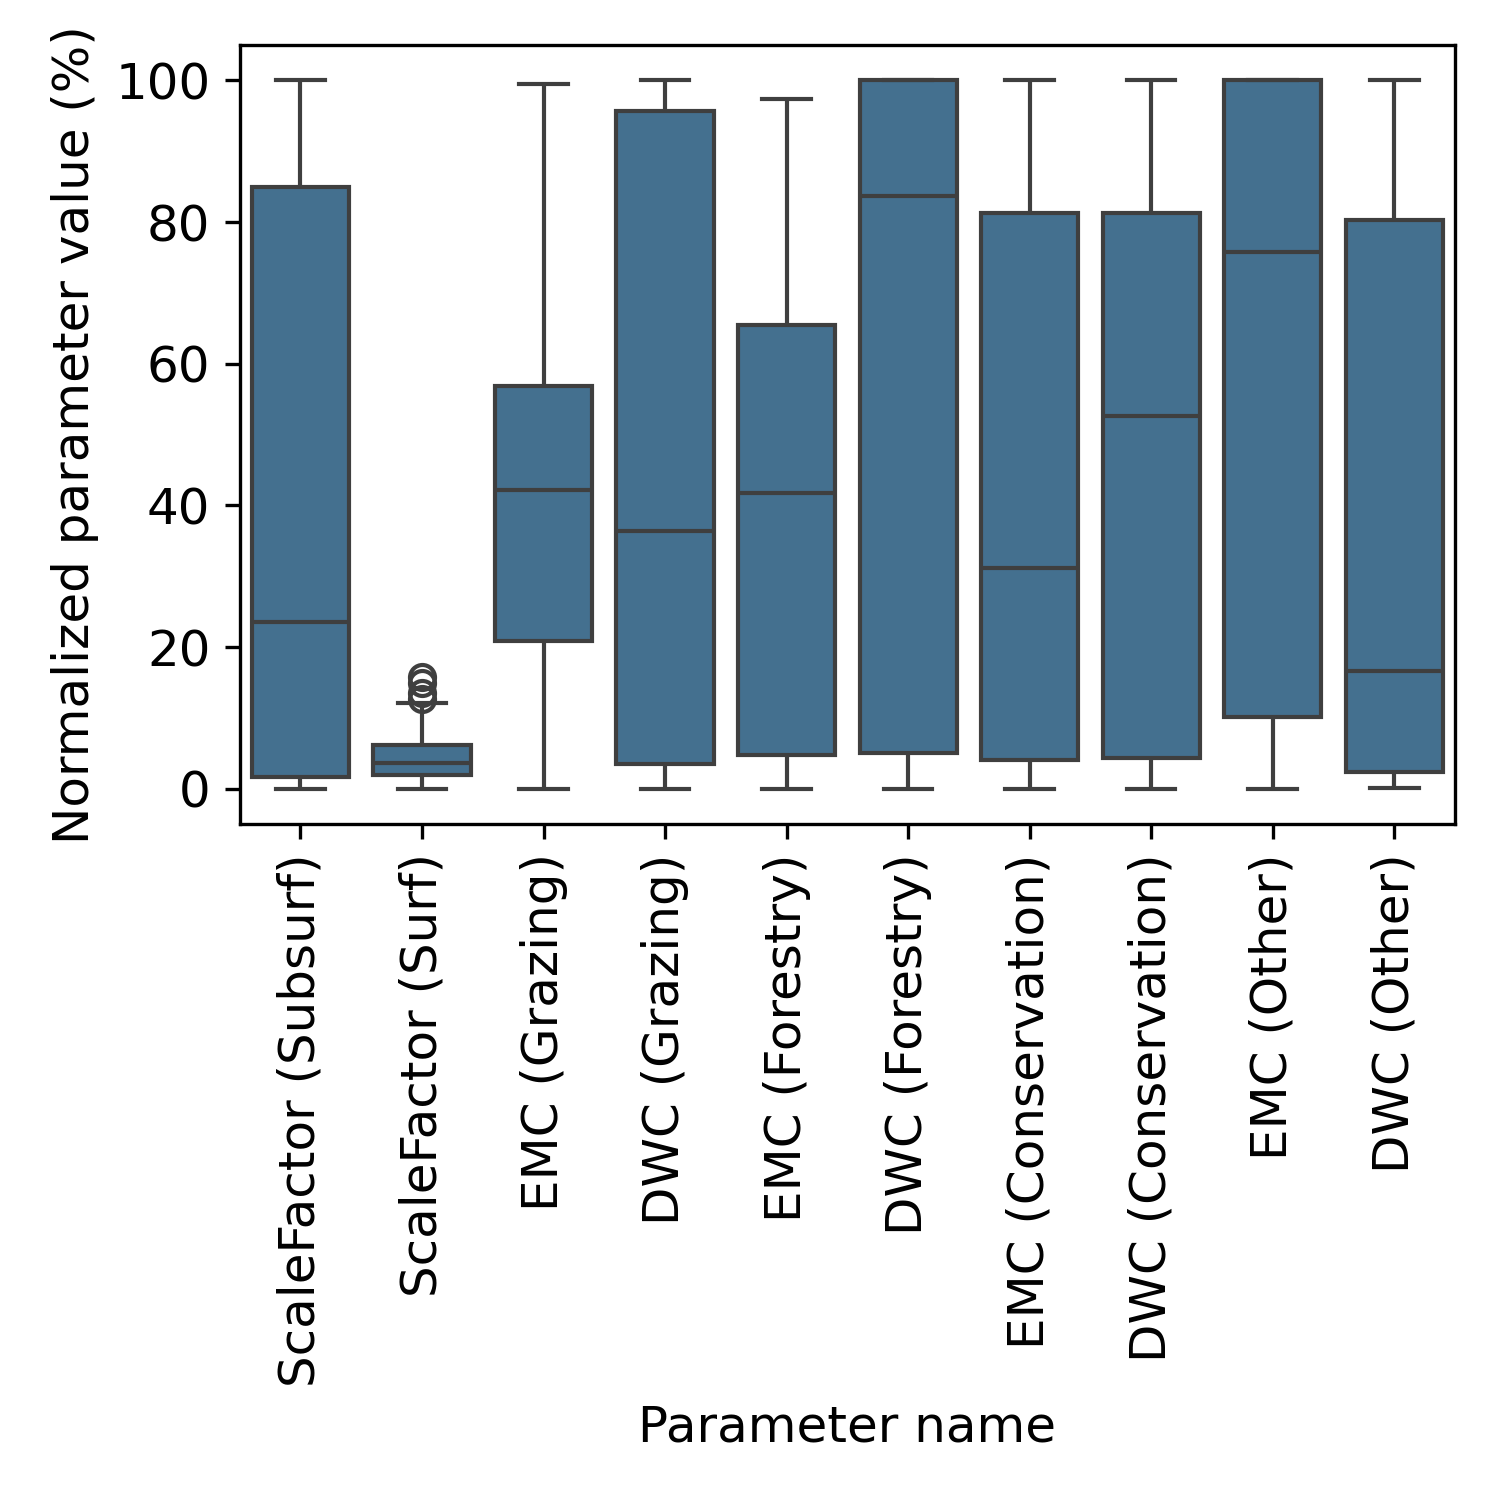 Normalized parameter value (%)
100
80
60
40
20
0
ScaleFactor (Subsurf)
ScaleFactor (Surf)
EMC (Grazing)
DWC (Grazing)
EMC (Forestry)
DWC (Forestry)
EMC (Conservation)
DWC (Conservation)
EMC (Other)
DWC (Other)
Parameter name